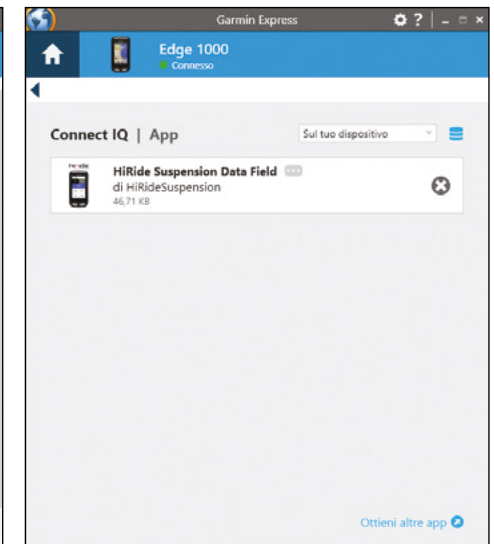 Garmin Express
?
Edge 1000
Connesso
Connect IQ | App
Sul tuo dispositivo
HiRide Suspension Data Field
di HiRideSuspension
46,71 KB
Ottieni altre app